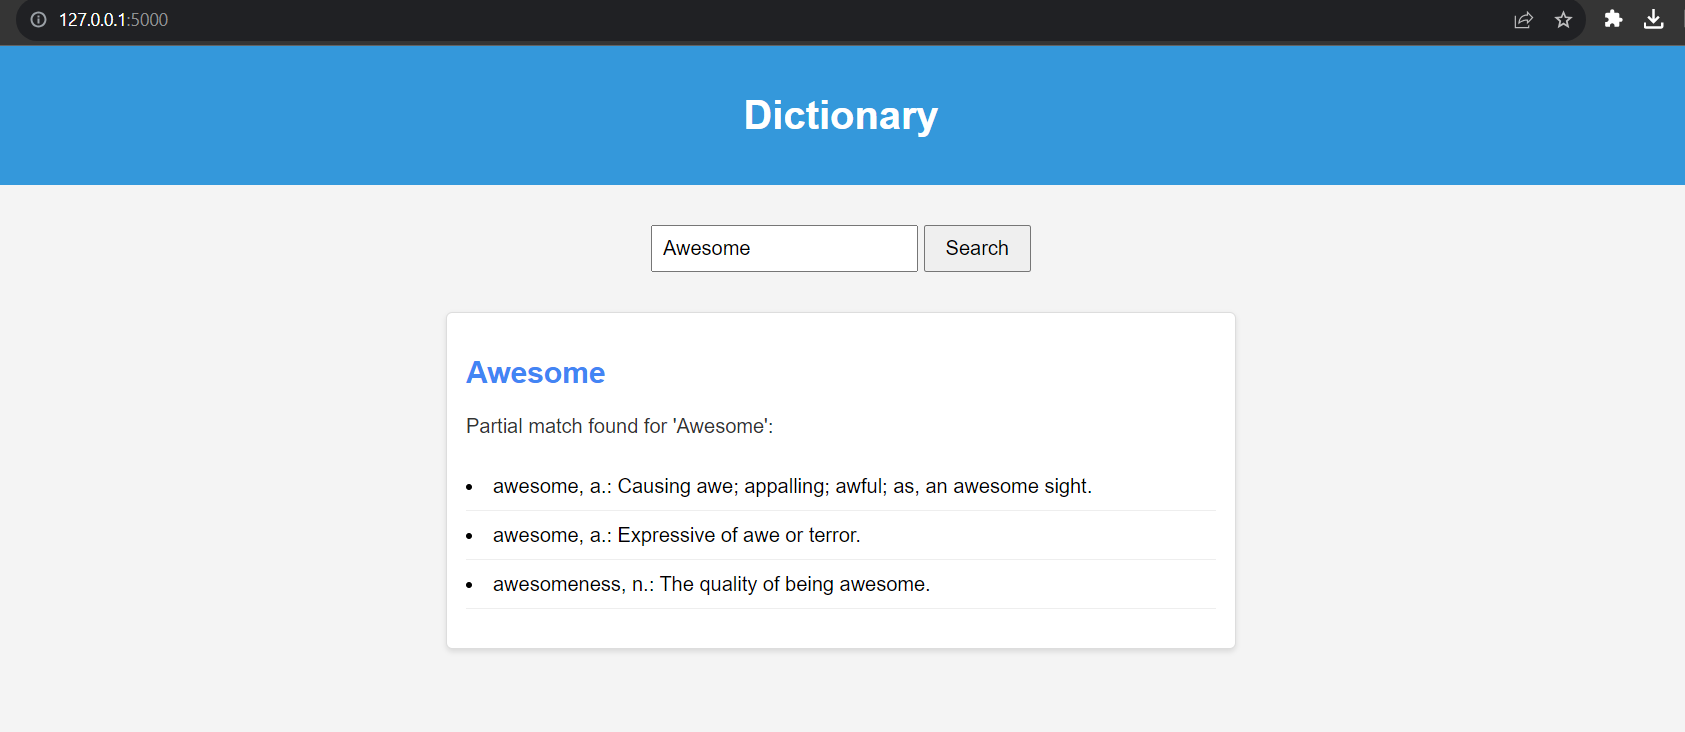 127.0.0.1:5000
Dictionary
Awesome
Search
Awesome
Partial match found for 'Awesome':
awesome, a.: Causing awe; appalling; awful; as, an awesome sight.
awesome, a.: Expressive of awe or terror.
awesomeness, n.: The quality of being awesome.